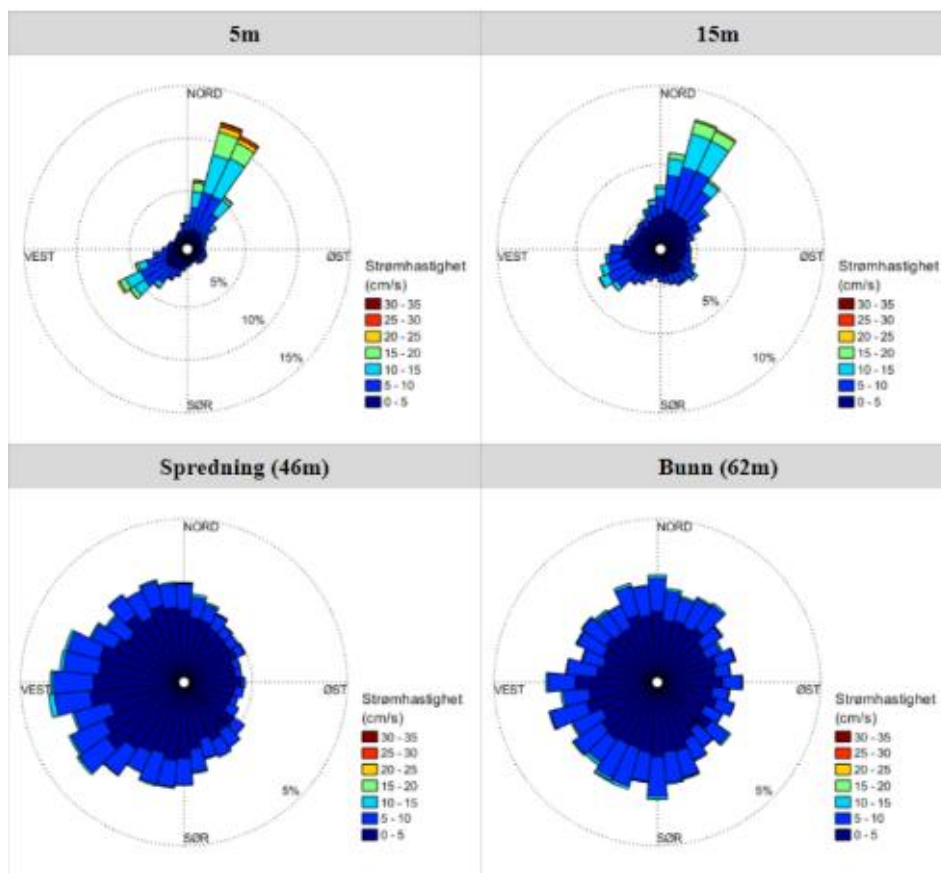 5m
15m
NORD
VEST
ØST
SØR
5%
10%
15%
Strømhastighet
(cm/s)
30 - 35
25 - 30
20 - 25
15 - 20
10 - 15
5 - 10
0 - 5
NORD
VEST
ØST
SØR
5%
10%
Strømhastighet
(cm/s)
30 - 35
25 - 30
20 - 25
15 - 20
10 - 15
5 - 10
0 - 5
Spredning (46m)
Bunn (62m)
NORD
VEST
ØST
SØR
5%
Strømhastighet
(cm/s)
30 - 35
25 - 30
20 - 25
15 - 20
10 - 15
5 - 10
0 - 5
NORD
VEST
ØST
SØR
5%
Strømhastighet
(cm/s)
30 - 35
25 - 30
20 - 25
15 - 20
10 - 15
5 - 10
0 - 5